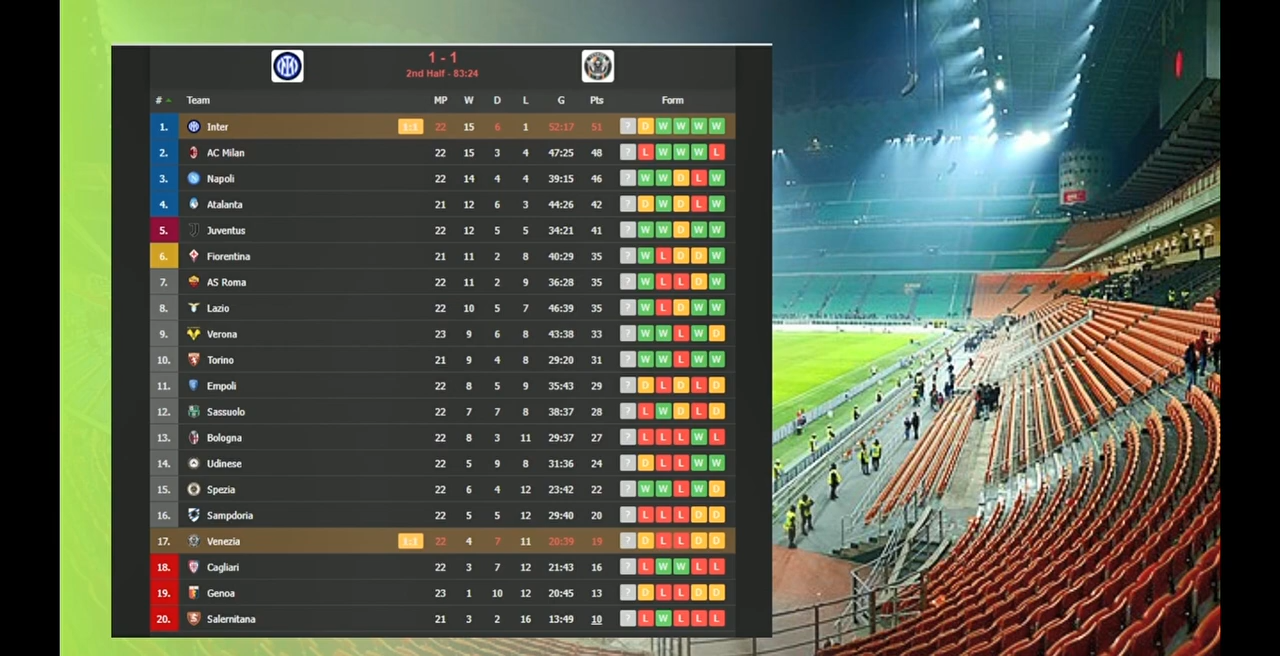 1 - 1
2nd Half - 83:24
# Team MP W D L G Pts Form
1. Inter 1:1 22 15 6 1 52:17 51 ? D W W W W
2. AC Milan 22 15 3 4 47:25 48 ? L W W W L
3. Napoli 22 14 4 4 39:15 46 ? W W D L W
4. Atalanta 21 12 6 3 44:26 42 ? D W D L W
5. Juventus 22 12 5 5 34:21 41 ? W W D W W
6. Fiorentina 21 11 2 8 40:29 35 ? W L D D W
7. AS Roma 22 11 2 9 36:28 35 ? W L L D W
8. Lazio 22 10 5 7 46:39 35 ? W L D W W
9. Verona 23 9 6 8 43:38 33 ? W W L W D
10. Torino 21 9 4 8 29:20 31 ? W W L W W
11. Empoli 22 8 5 9 35:43 29 ? D L D L D
12. Sassuolo 22 7 7 8 38:37 28 ? L W D L D
13. Bologna 22 8 3 11 29:37 27 ? L L L W L
14. Udinese 22 5 9 8 31:36 24 ? D L L W W
15. Spezia 22 6 4 12 23:42 22 ? W W L W D
16. Sampdoria 22 5 5 12 29:40 20 ? L L L D D
17. Venezia 1:1 22 4 7 11 20:39 19 ? D L L D D
18. Cagliari 22 3 7 12 21:43 16 ? L W W L L
19. Genoa 23 1 10 12 20:45 13 ? D L L D D
20. Salernitana 21 3 2 16 13:49 10 ? L W L L L